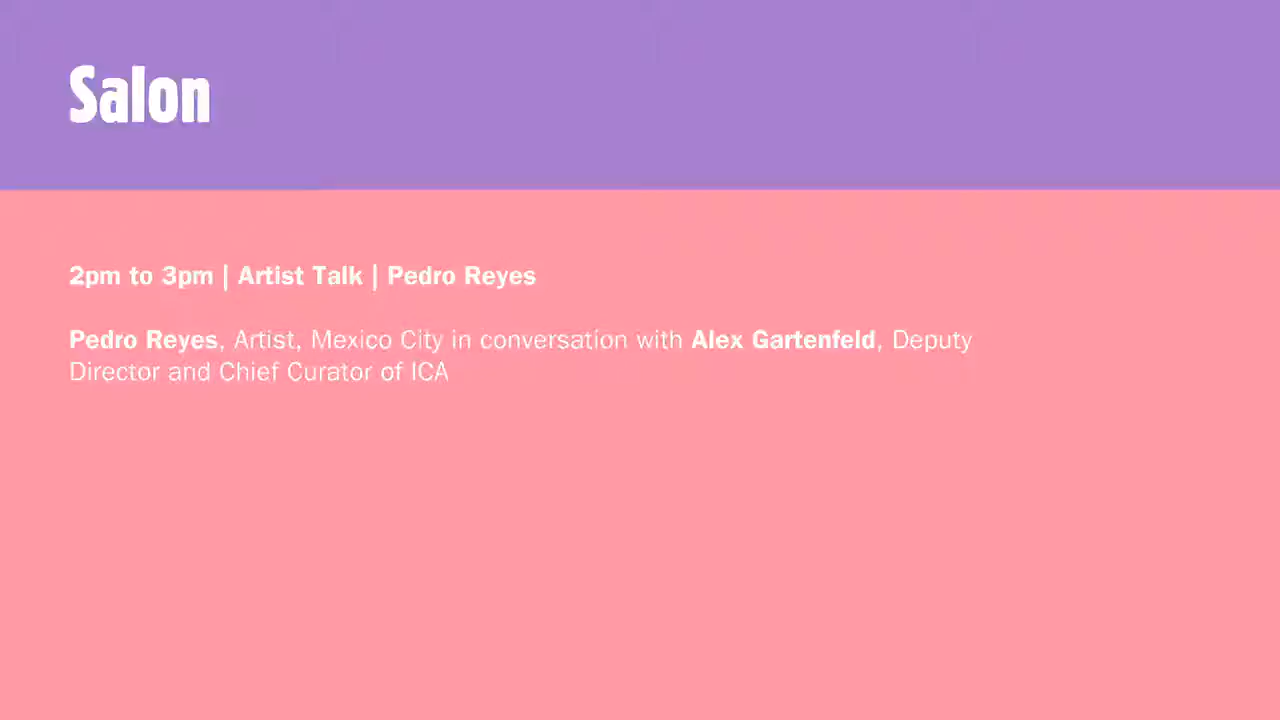 Salon
2pm to 3pm | Artist Talk | Pedro Reyes
Pedro Reyes, Artist, Mexico City in conversation with Alex Gartenfeld, Deputy
Director and Chief Curator of ICA